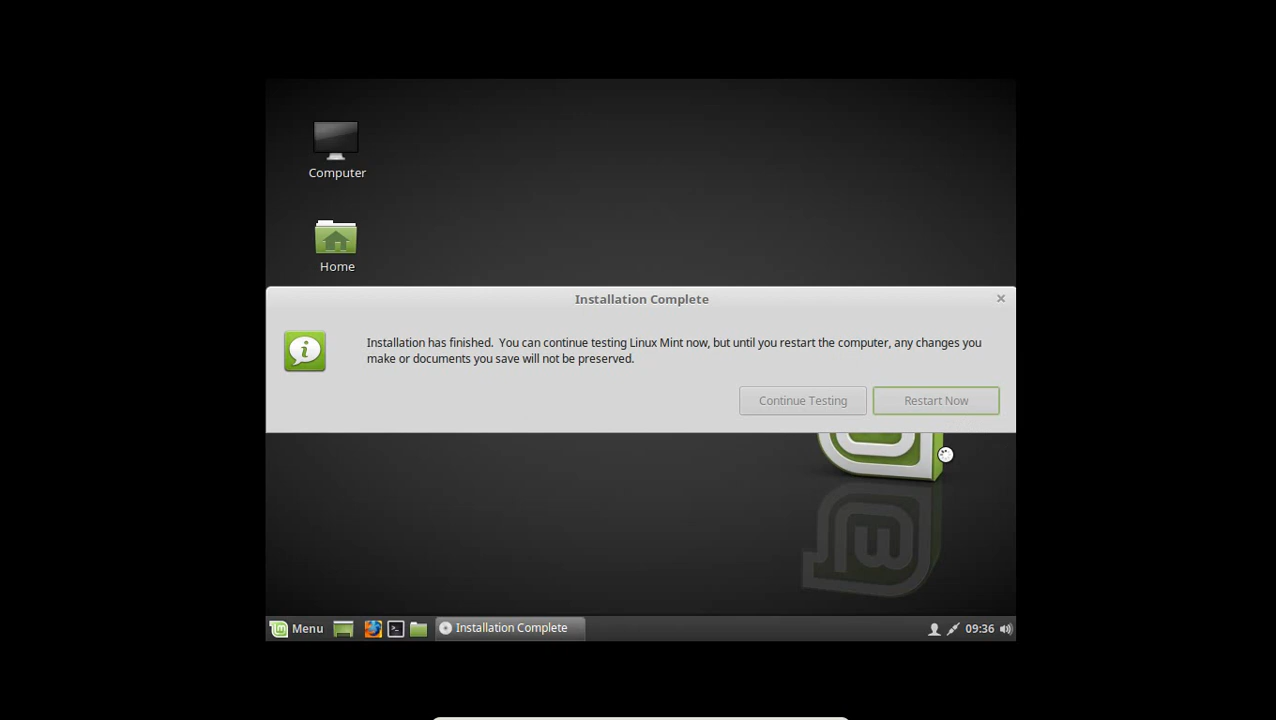 Computer
Home
Installation Complete
Installation has finished.  You can continue testing Linux Mint now, but until you restart the computer, any changes you
make or documents you save will not be preserved.
Continue Testing
Restart Now
Menu
Installation Complete
09:36